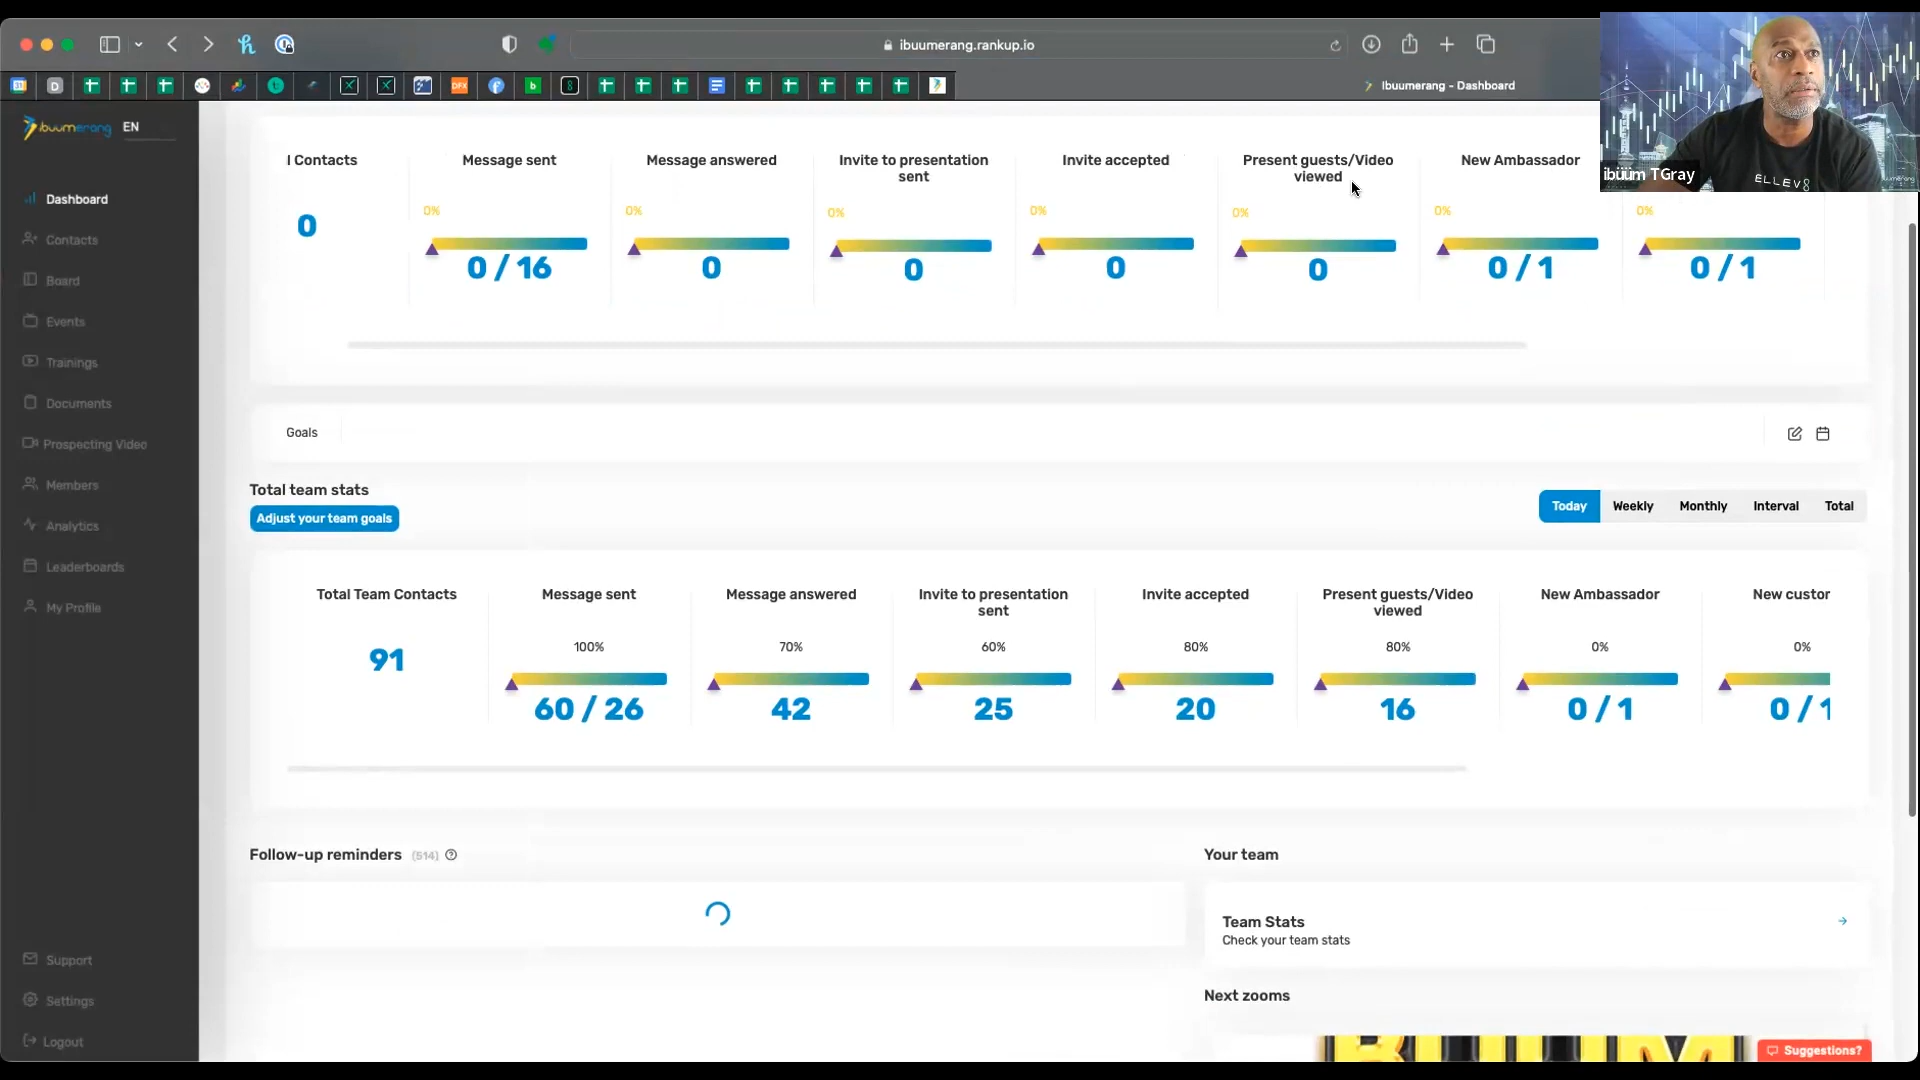 ibuumerang.rankup.io
Ibuumerang - Dashboard
ibuumerang EN
Dashboard
Contacts
Board
Events
Trainings
Documents
Prospecting Video
Members
Analytics
Leaderboards
My Profile
Support
Settings
Logout
l Contacts
0
Message sent
0%
0 / 16
Message answered
0%
0
Invite to presentation
sent
0%
0
Invite accepted
0%
0
Present guests/Video
viewed
0%
0
New Ambassador
0%
0 / 1
0%
0 / 1
ibüüm TGray
ELLEV8
Goals
Total team stats
Adjust your team goals
Today Weekly Monthly Interval Total
Total Team Contacts
91
Message sent
100%
60 / 26
Message answered
70%
42
Invite to presentation
sent
60%
25
Invite accepted
80%
20
Present guests/Video
viewed
80%
16
New Ambassador
0%
0 / 1
New custor
0%
0 / 1
Follow-up reminders (514)
Your team
Team Stats
Check your team stats
Next zooms
Suggestions?